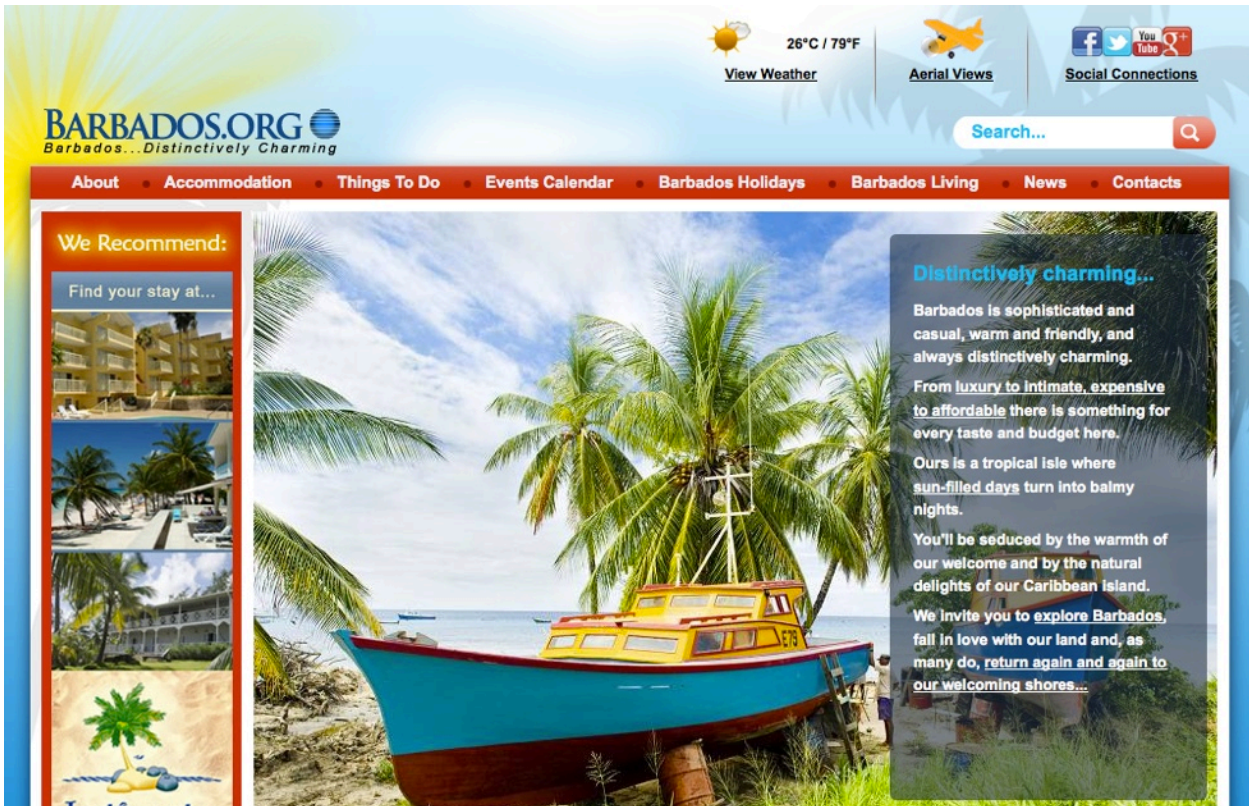 26°C / 79°F
View Weather
Aerial Views
You
Tube
Social Connections
BARBADOS.ORG
Barbados...Distinctively Charming
Search...
About
Accommodation
Things To Do
Events Calendar
Barbados Holidays
Barbados Living
News
Contacts
We Recommend:
Find your stay at...
E79
Distinctively charming...
Barbados is sophisticated and
casual, warm and friendly, and
always distinctively charming.
From luxury to intimate, expensive
to affordable there is something for
every taste and budget here.
Ours is a tropical isle where
sun-filled days turn into balmy
nights.
You'll be seduced by the warmth of
our welcome and by the natural
delights of our Caribbean island.
We invite you to explore Barbados,
fall in love with our land and, as
many do, return again and again to
our welcoming shores...